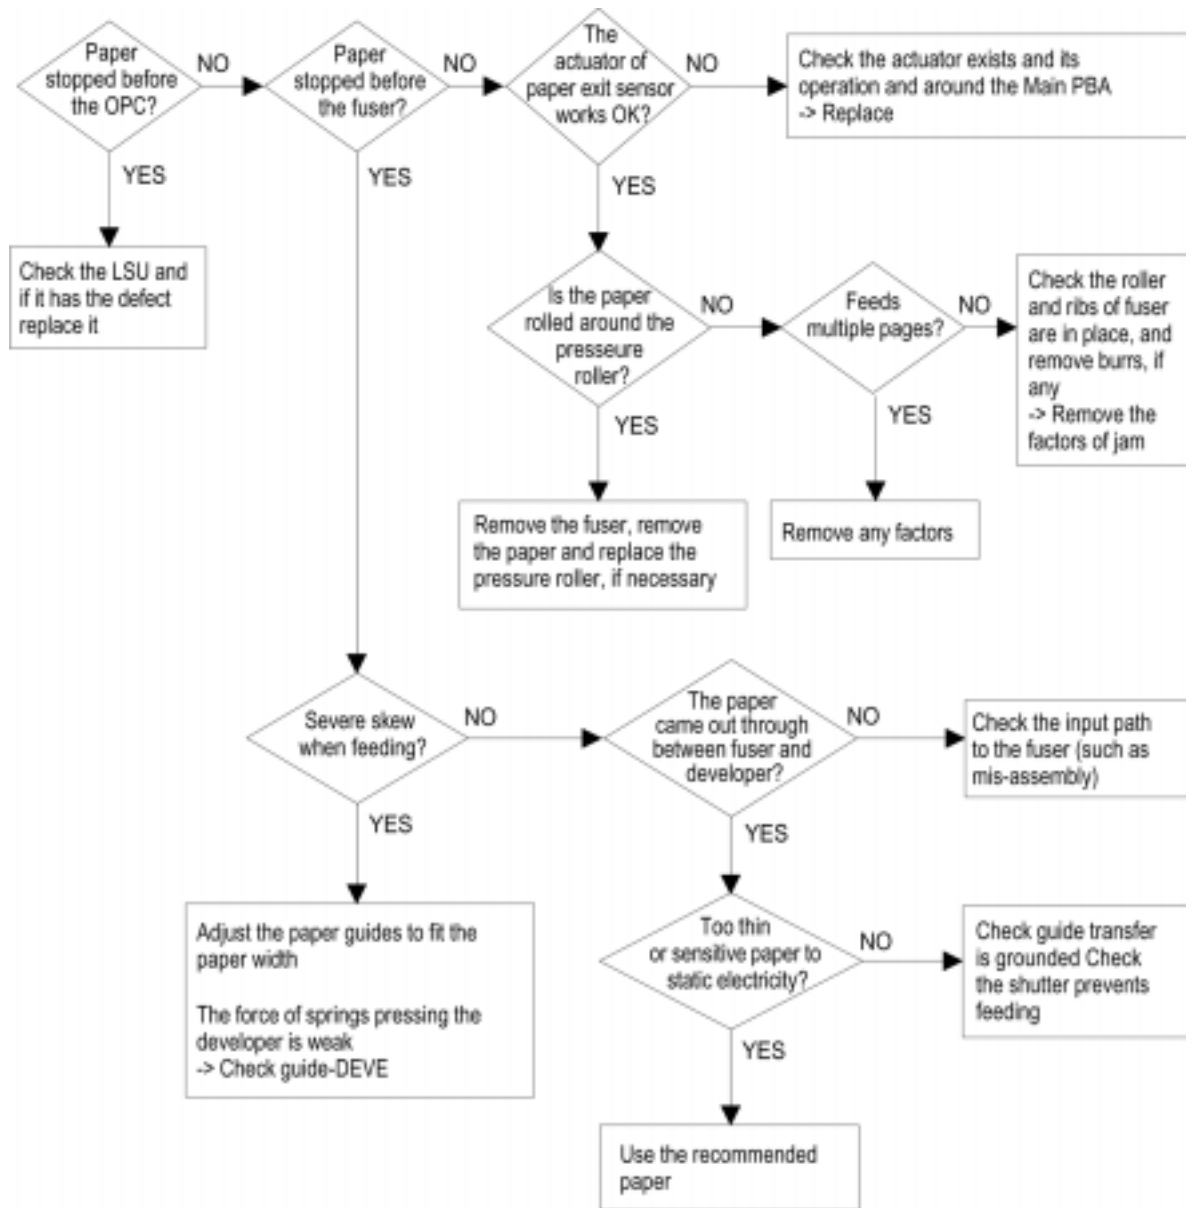 Paper
stopped before
the OPC?
NO
YES
Paper
stopped before
the fuser?
NO
YES
The
actuator of
paper exit sensor
works OK?
NO
YES
Check the actuator exists and its
operation and around the Main PBA
-> Replace
Check the LSU and
if it has the defect
replace it
Is the paper
rolled around the
presseure
roller?
NO
YES
Feeds
multiple pages?
NO
YES
Check the roller
and ribs of fuser
are in place, and
remove burrs, if
any
-> Remove the
factors of jam
Remove the fuser, remove
the paper and replace the
pressure roller, if necessary
Remove any factors
Severe skew
when feeding?
NO
YES
The paper
came out through
between fuser and
developer?
NO
YES
Check the input path
to the fuser (such as
mis-assembly)
Adjust the paper guides to fit the
paper width
The force of springs pressing the
developer is weak
-> Check guide-DEVE
Too thin
or sensitive paper to
static electricity?
NO
YES
Check guide transfer
is grounded Check
the shutter prevents
feeding
Use the recommended
paper